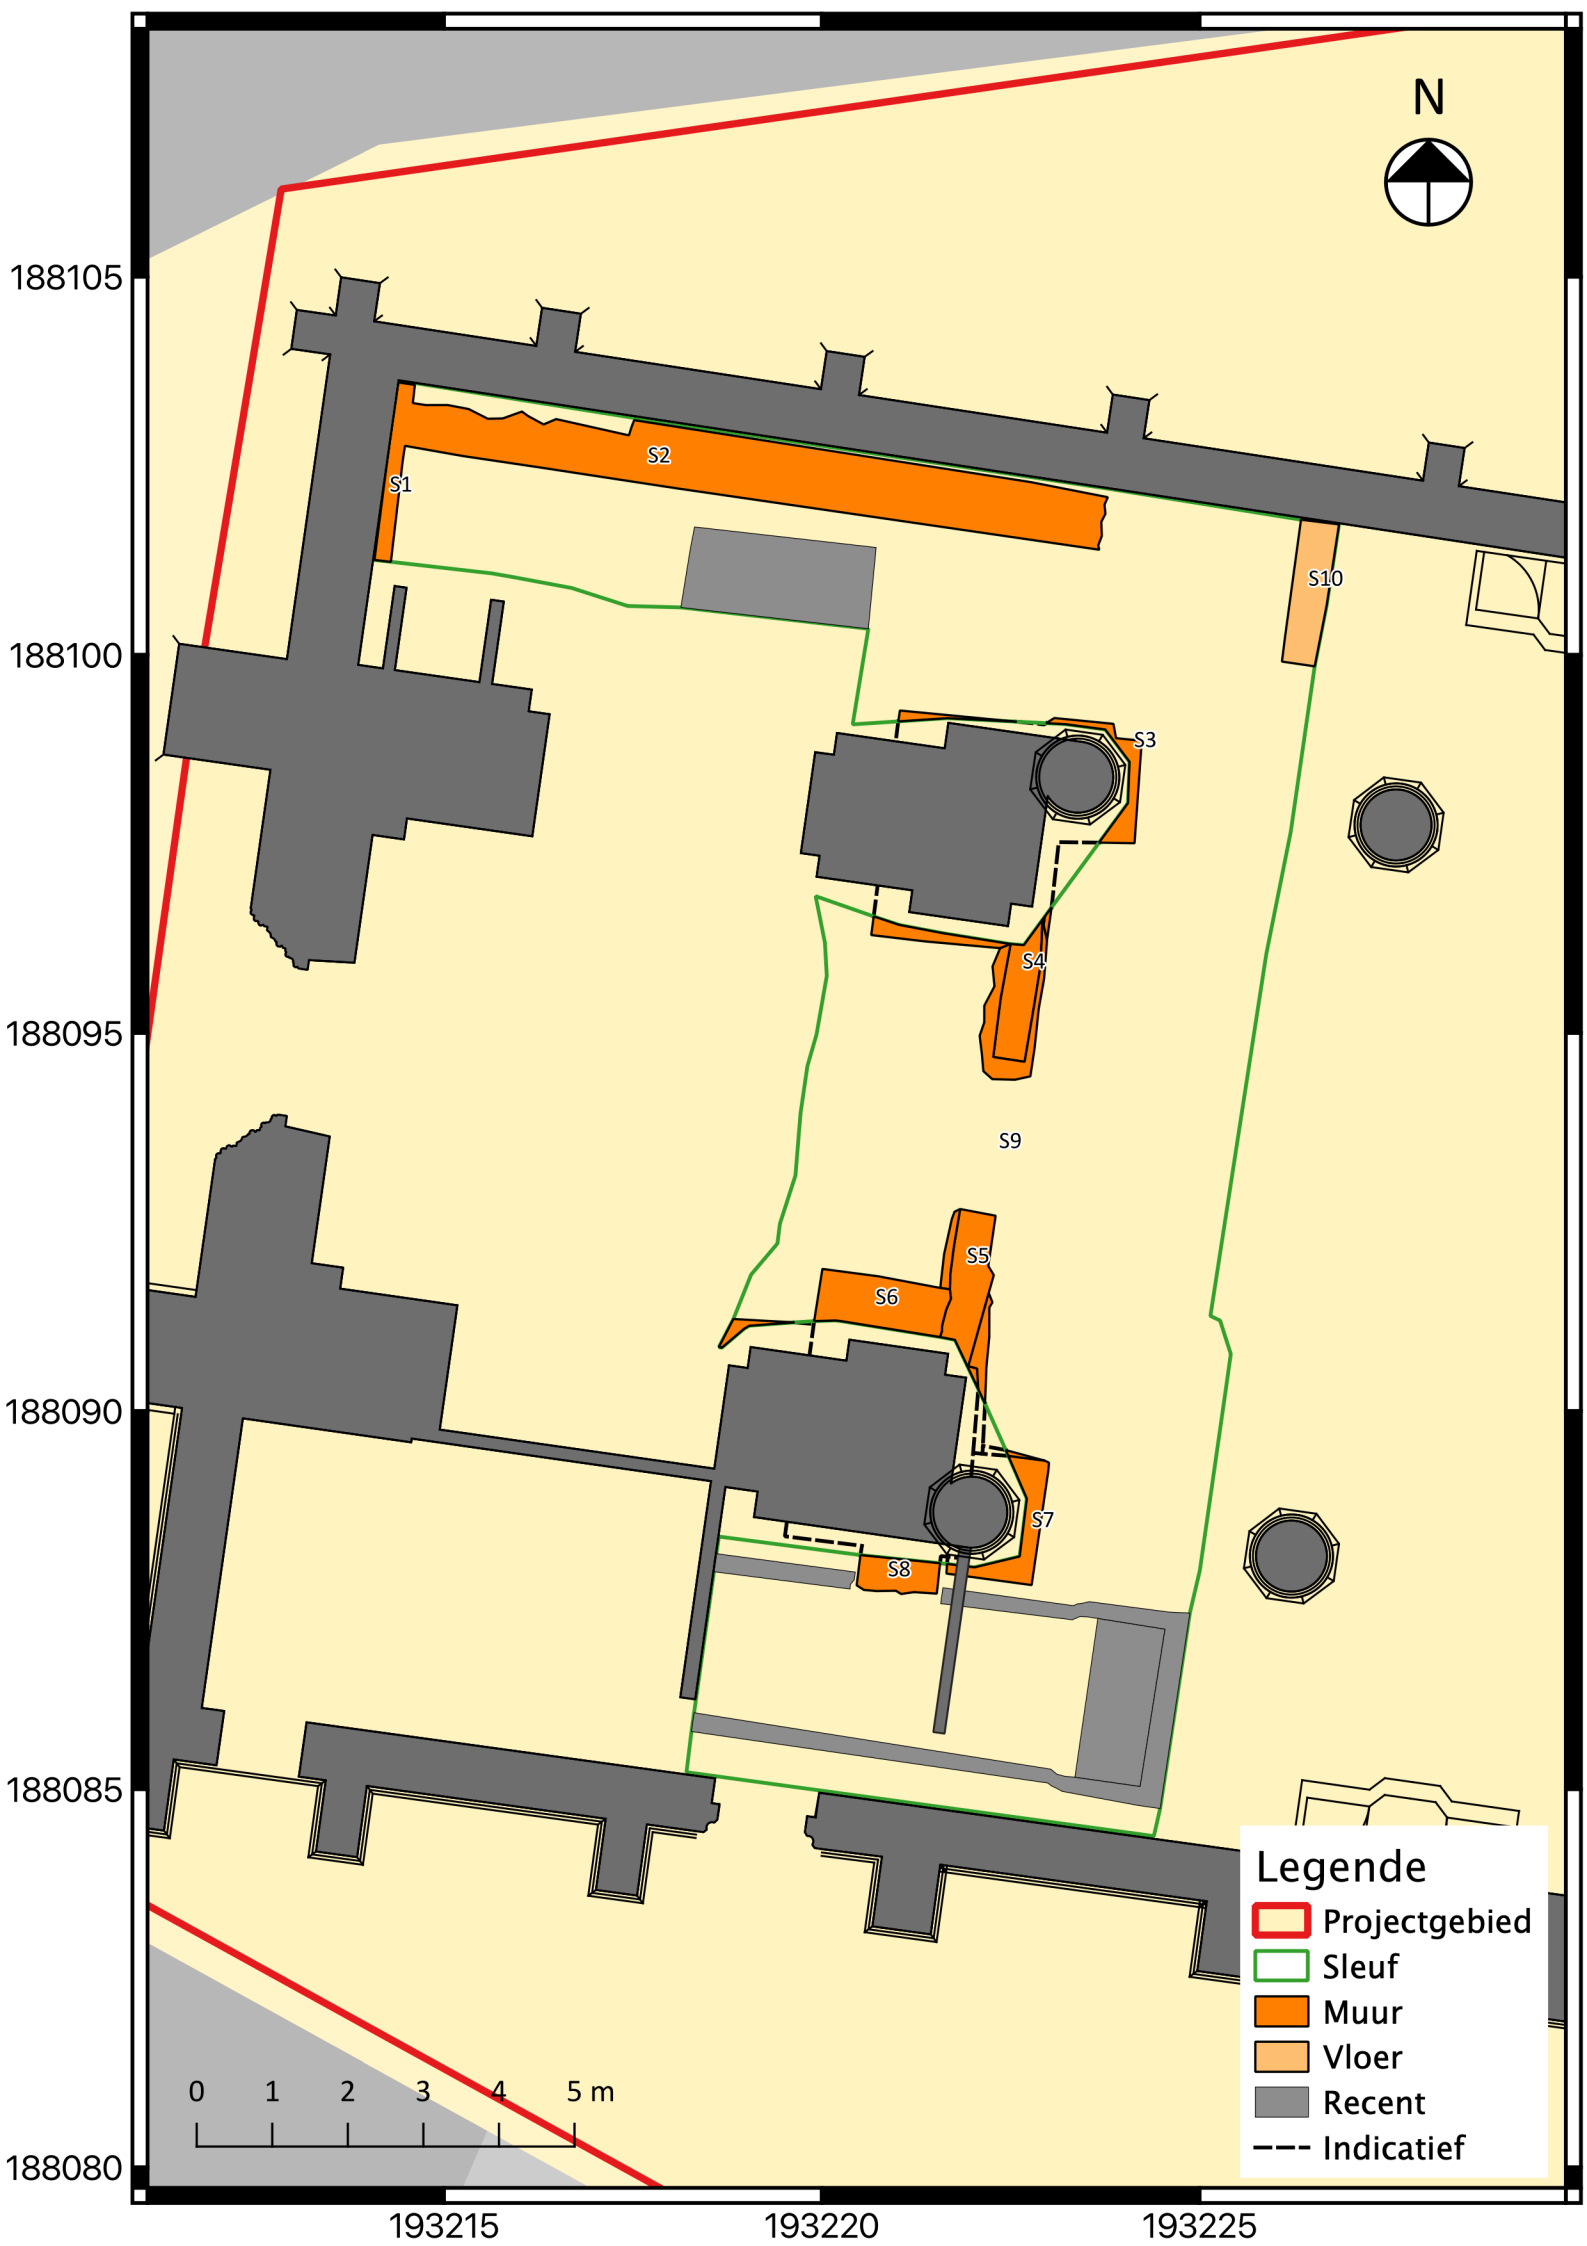 N
188105
S2
S1
S10
188100
S3
S4
188095
S9
S5
S6
188090
S7
S8
188085
Legende
Projectgebied
Sleuf
Muur
Vloer
Recent
Indicatief
0 1 2 3 4 5 m
188080
193215 193220 193225